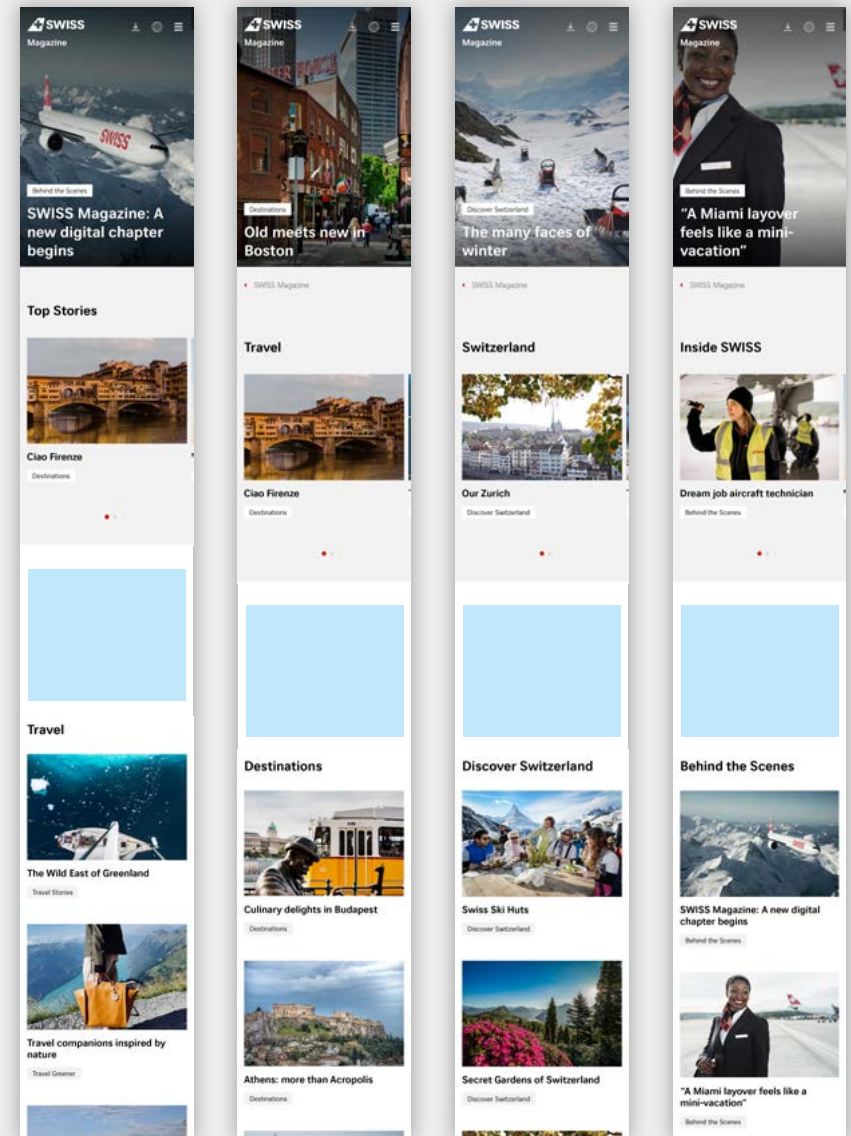 SWISS
Magazine
SWISS
Behind the Scenes
SWISS Magazine: A
new digital chapter
begins
Top Stories
Ciao Firenze
Destinations
Travel
The Wild East of Greenland
Travel Stories
Travel companions inspired by
nature
Travel Greener
SWISS
Magazine
Destinations
Old meets new in
Boston
SWISS Magazine
Travel
Ciao Firenze
Destinations
Destinations
Culinary delights in Budapest
Destinations
Athens: more than Acropolis
Destinations
SWISS
Magazine
Discover Switzerland
The many faces of
winter
SWISS Magazine
Switzerland
Our Zurich
Discover Switzerland
Discover Switzerland
Swiss Ski Huts
Discover Switzerland
Secret Gardens of Switzerland
Discover Switzerland
SWISS
Magazine
Behind the Scenes
"A Miami layover
feels like a mini-
vacation"
SWISS Magazine
Inside SWISS
Dream job aircraft technician
Behind the Scenes
Behind the Scenes
SWISS Magazine: A new digital
chapter begins
Behind the Scenes
"A Miami layover feels like a
mini-vacation"
Behind the Scenes